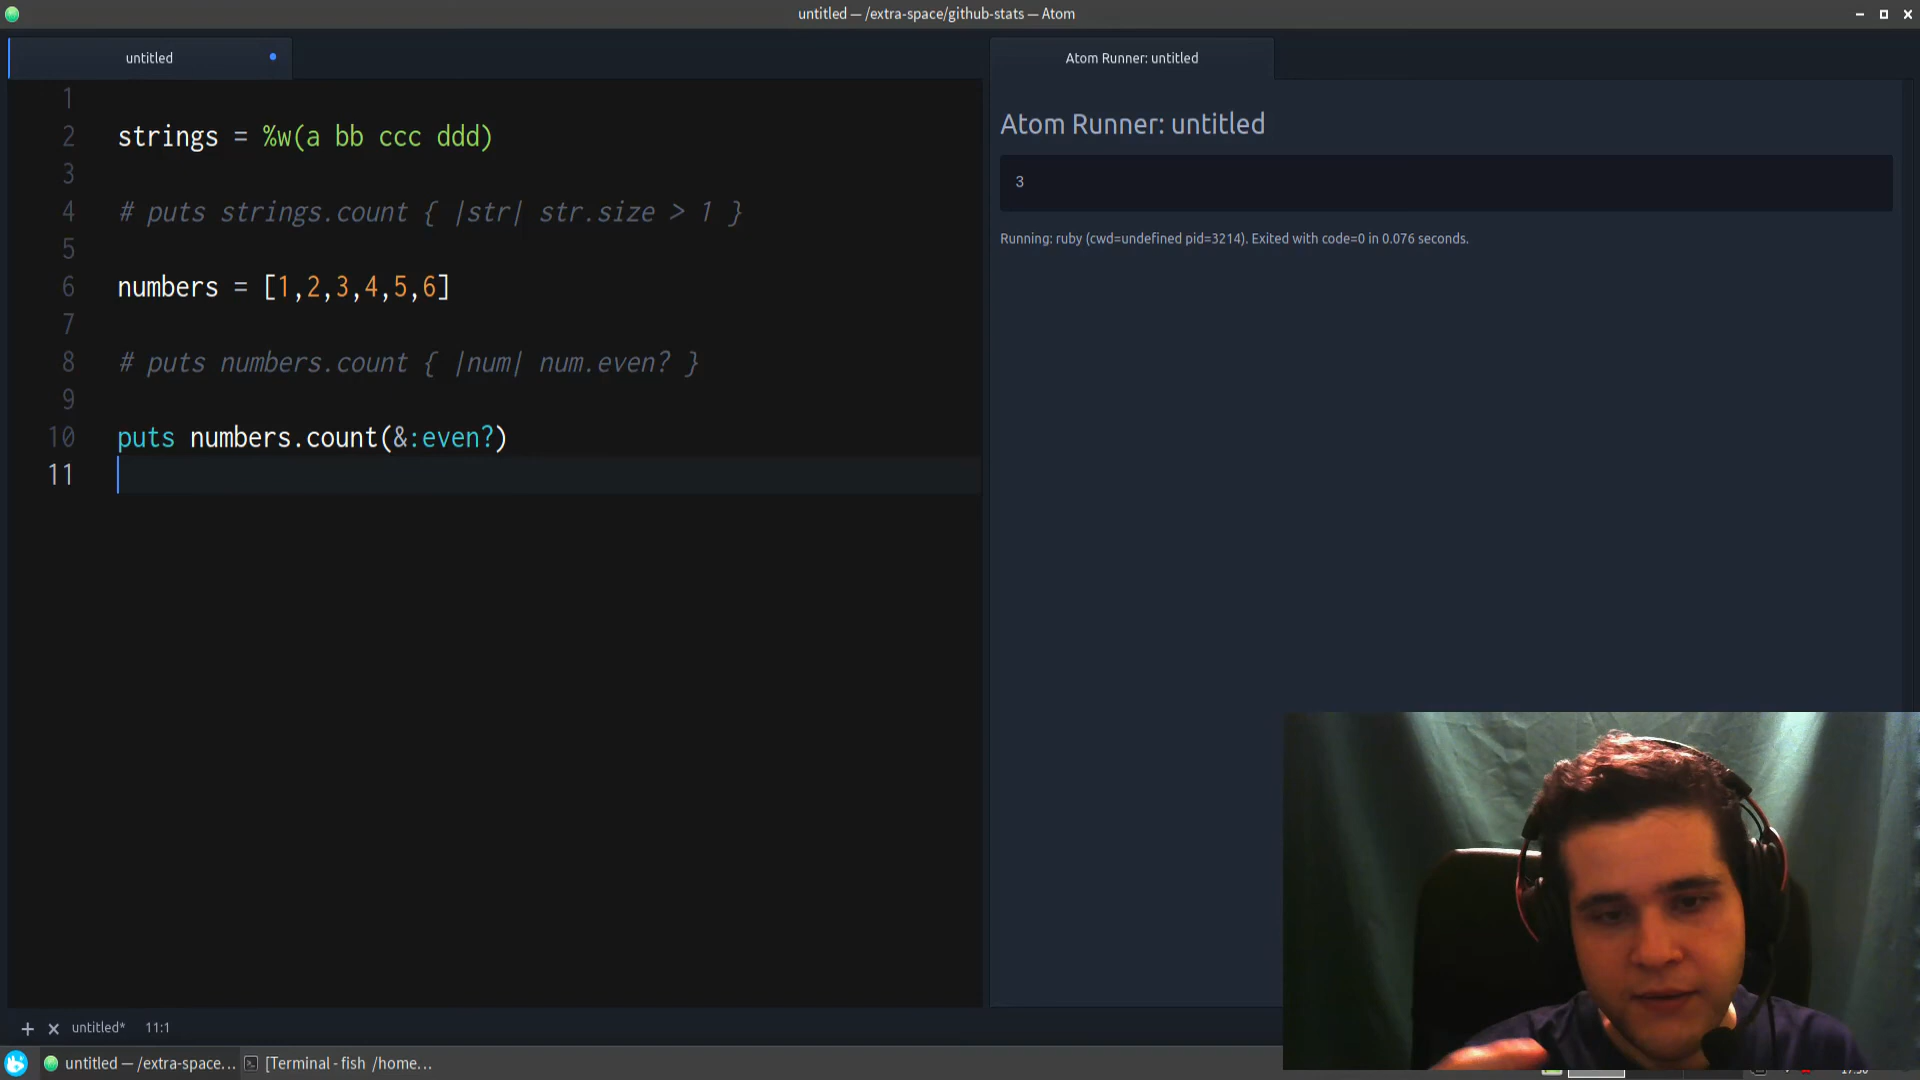 untitled — /extra-space/github-stats — Atom
untitled
Atom Runner: untitled
1
2 strings = %w(a bb ccc ddd)
3
4 # puts strings.count { |str| str.size > 1 }
5
6 numbers = [1,2,3,4,5,6]
7
8 # puts numbers.count { |num| num.even? }
9
10 puts numbers.count(&:even?)
11
Atom Runner: untitled
3
Running: ruby (cwd=undefined pid=3214). Exited with code=0 in 0.076 seconds.
untitled* 11:1
untitled — /extra-space...
[Terminal - fish /home...